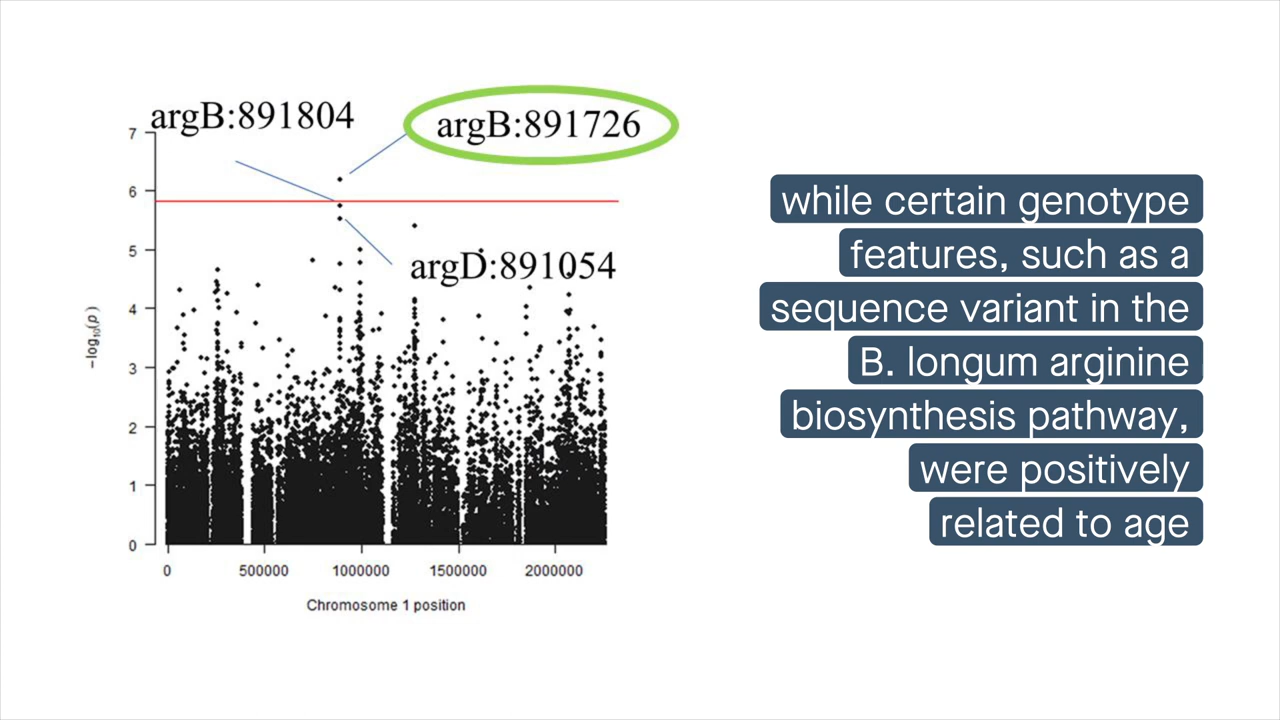 argB:891804
argB:891726
argD:891054
7
6
5
4
3
2
1
0
−log10(p)
0 500000 1000000 1500000 2000000
Chromosome 1 position
while certain genotype
features, such as a
sequence variant in the
B. longum arginine
biosynthesis pathway,
were positively
related to age